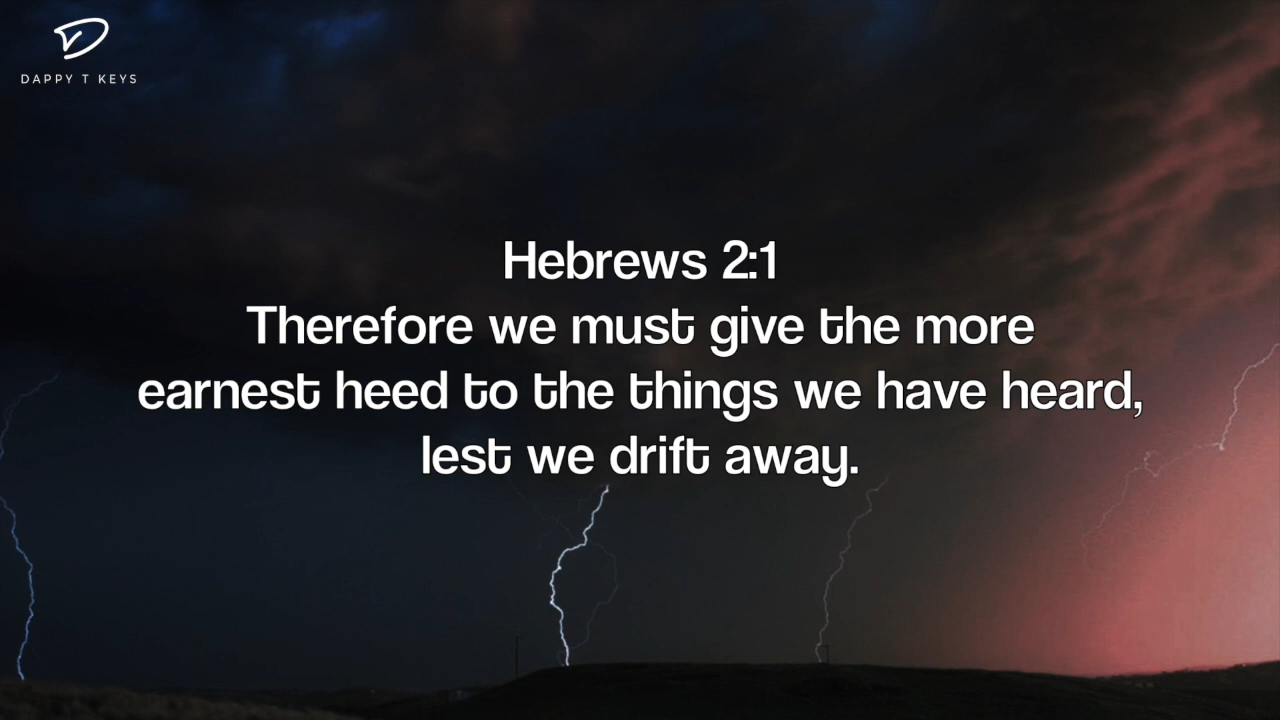 DAPPY T KEYS
Hebrews 2:1
Therefore we must give the more
earnest heed to the things we have heard,
lest we drift away.